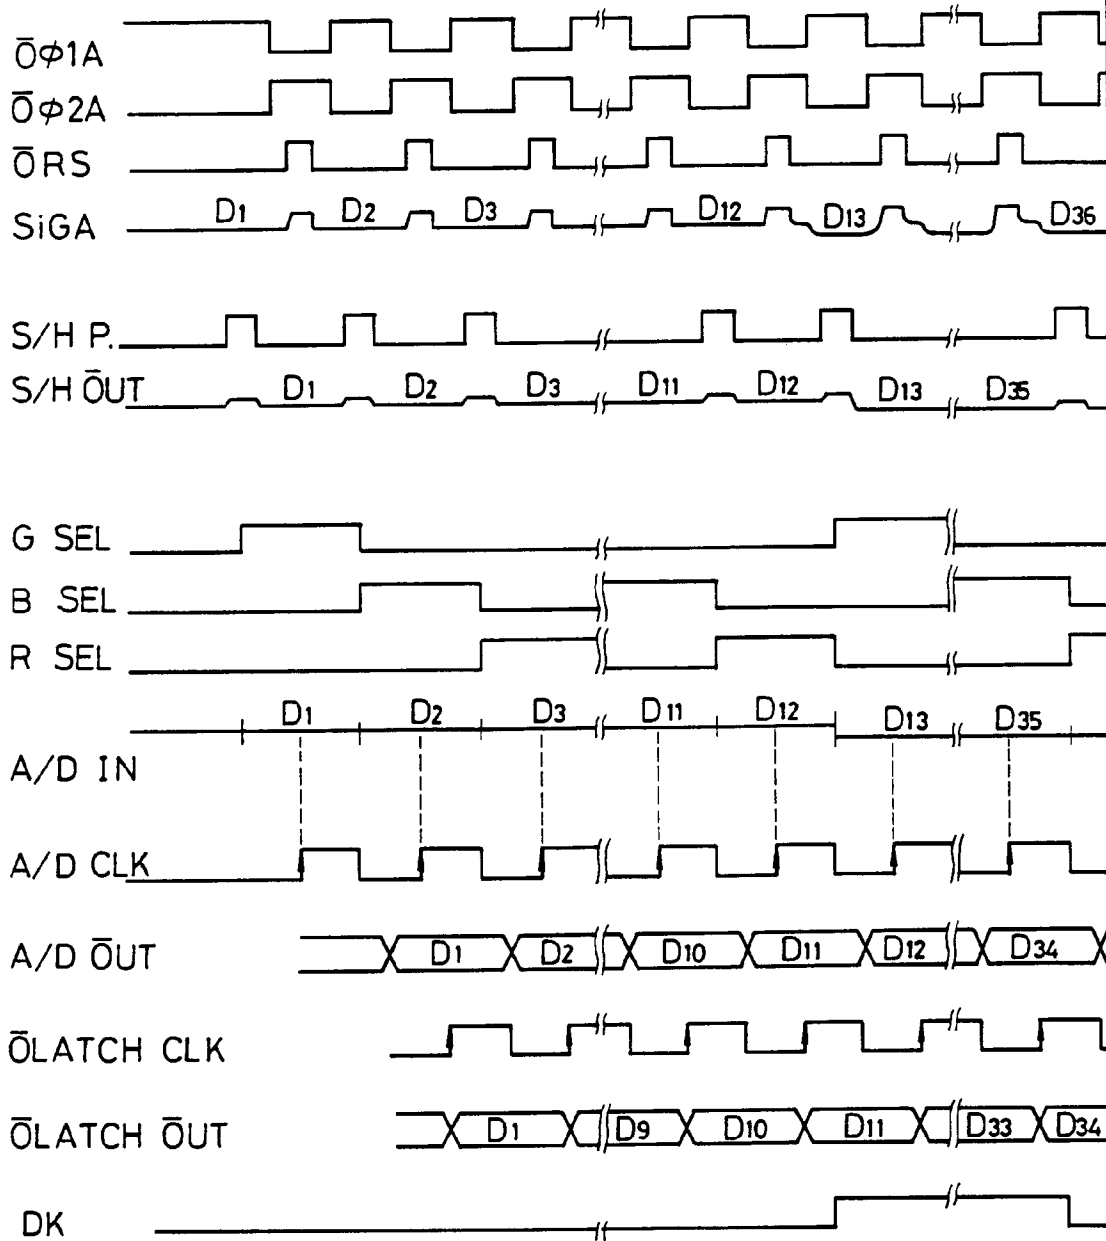 ŌΦ1A
ŌΦ2A
ŌRS
SiGA D1 D2 D3 D12 D13 D36
S/H P.
S/H ŌUT D1 D2 D3 D11 D12 D13 D35
G SEL
B SEL
R SEL
A/D IN D1 D2 D3 D11 D12 D13 D35
A/D CLK
A/D ŌUT D1 D2 D10 D11 D12 D34
ŌLATCH CLK
ŌLATCH ŌUT D1 D9 D10 D11 D33 D34
DK